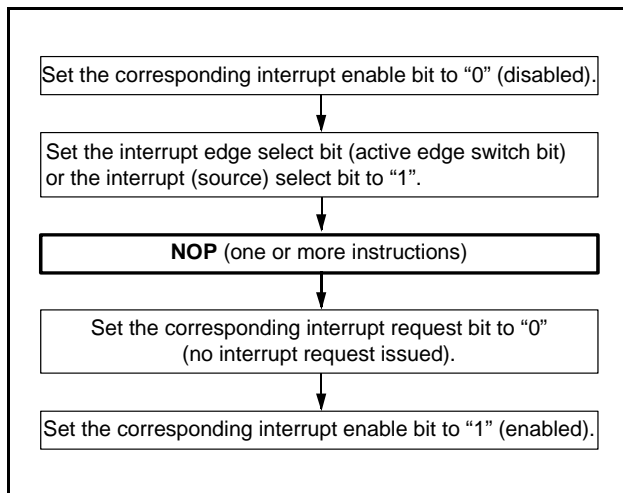 Set the corresponding interrupt enable bit to “0” (disabled).
Set the interrupt edge select bit (active edge switch bit)
or the interrupt (source) select bit to “1”.
NOP (one or more instructions)
Set the corresponding interrupt request bit to “0”
(no interrupt request issued).
Set the corresponding interrupt enable bit to “1” (enabled).